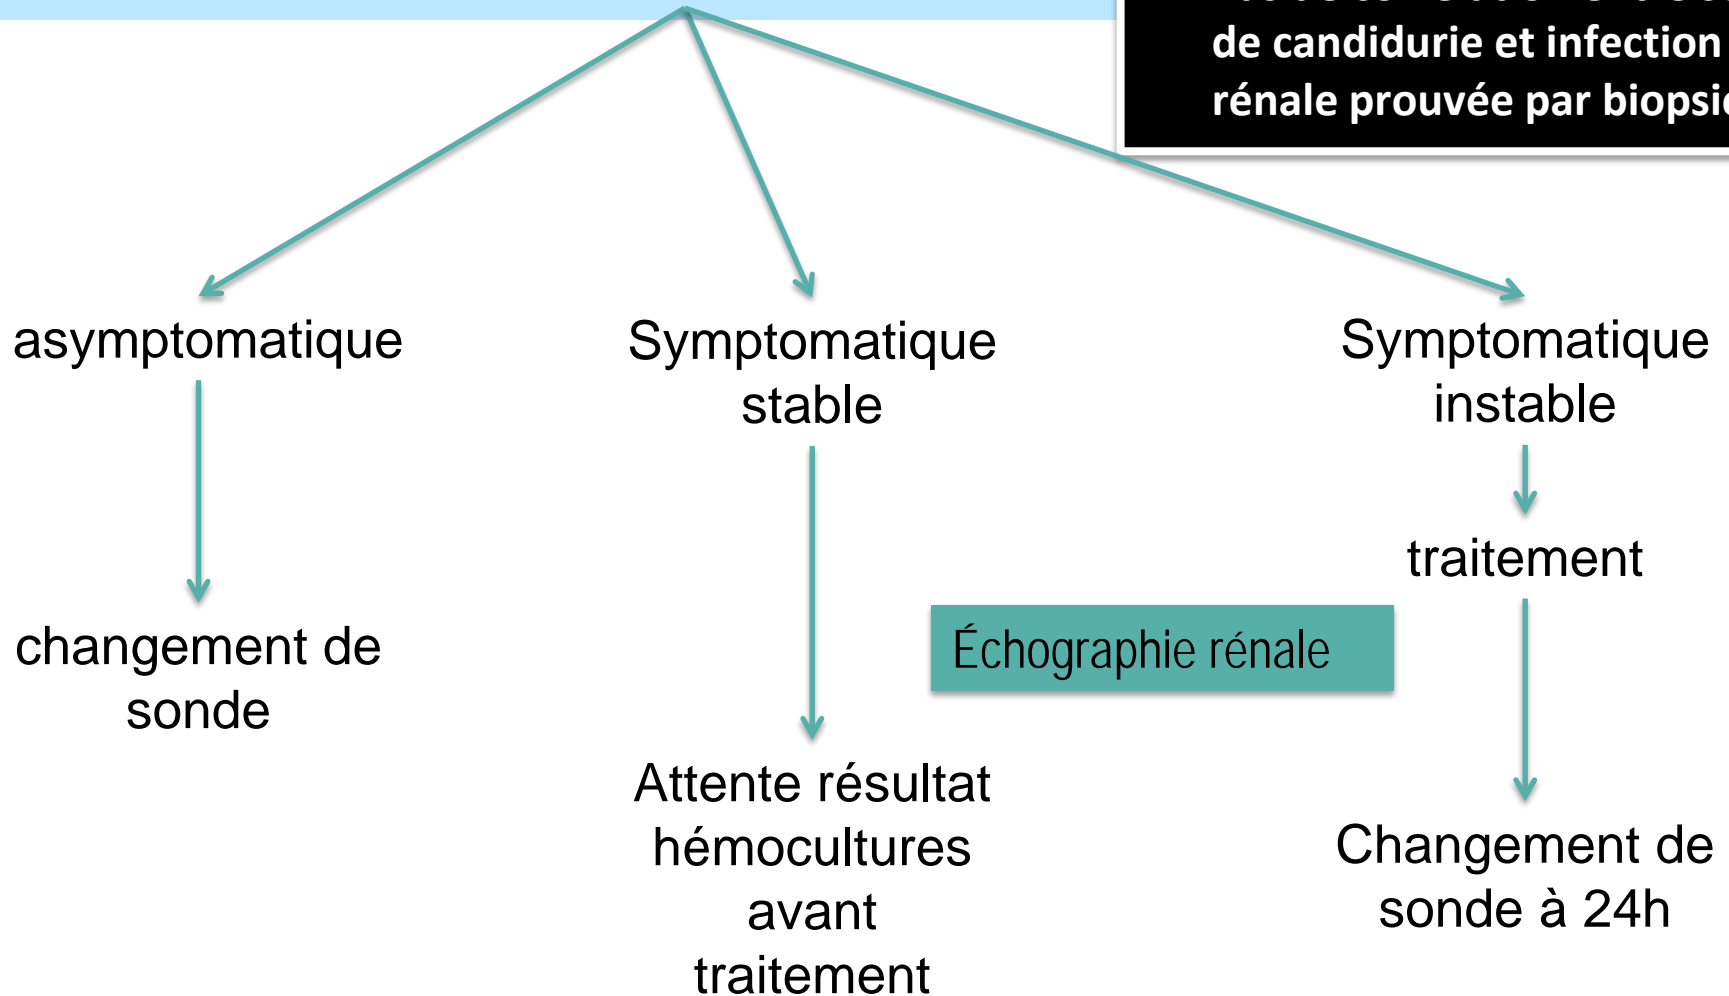 de candidurie et infection
rénale prouvée par biopsie
asymptomatique
Symptomatique
stable
Symptomatique
instable
traitement
changement de
sonde
Échographie rénale
Attente résultat
hémocultures
avant
traitement
Changement de
sonde à 24h